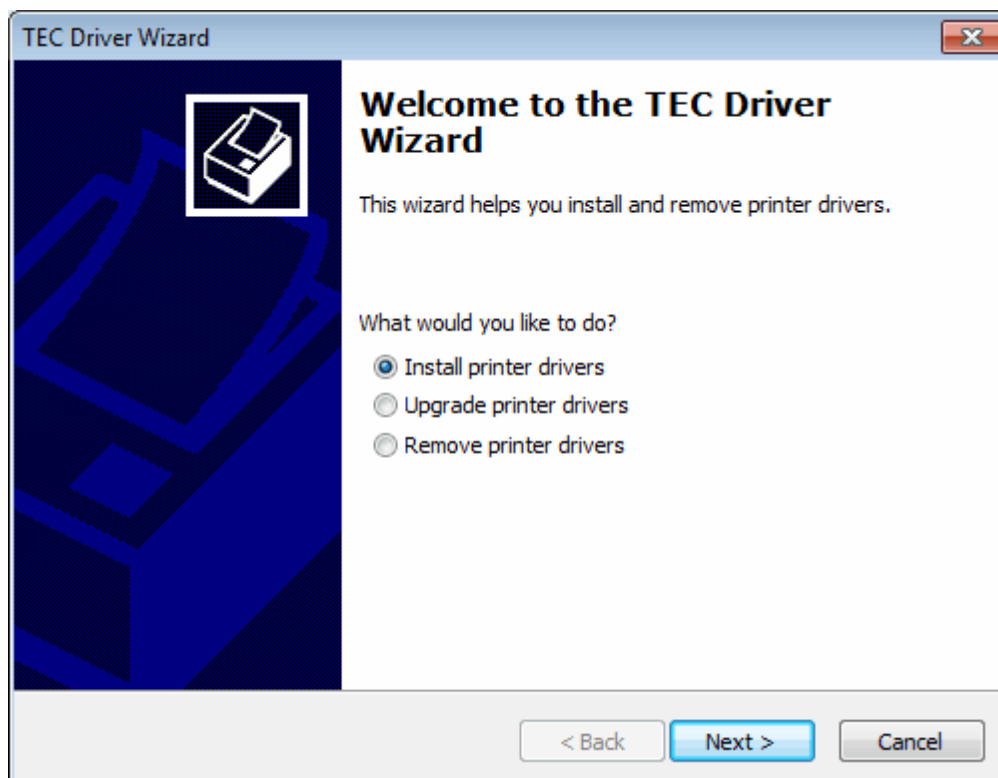 TEC Driver Wizard
Welcome to the TEC Driver
Wizard
This wizard helps you install and remove printer drivers.
What would you like to do?
Install printer drivers
Upgrade printer drivers
Remove printer drivers
< Back
Next >
Cancel